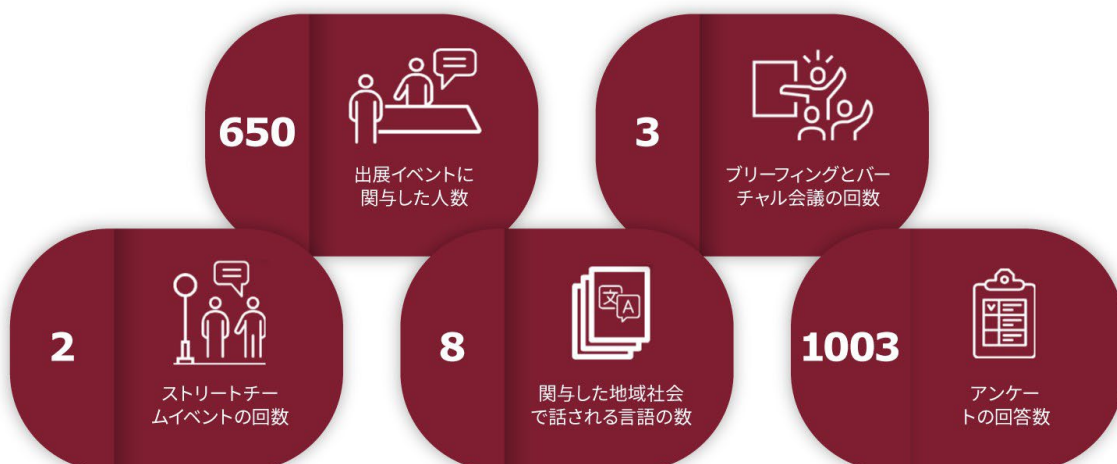 650
出展イベントに
関与した人数
3
ブリーフィングとバー
チャル会議の回数
2
ストリートチー
ムイベントの回数
8
文A
関与した地域社会
で話される言語の数
1003
アンケー
トの回答数